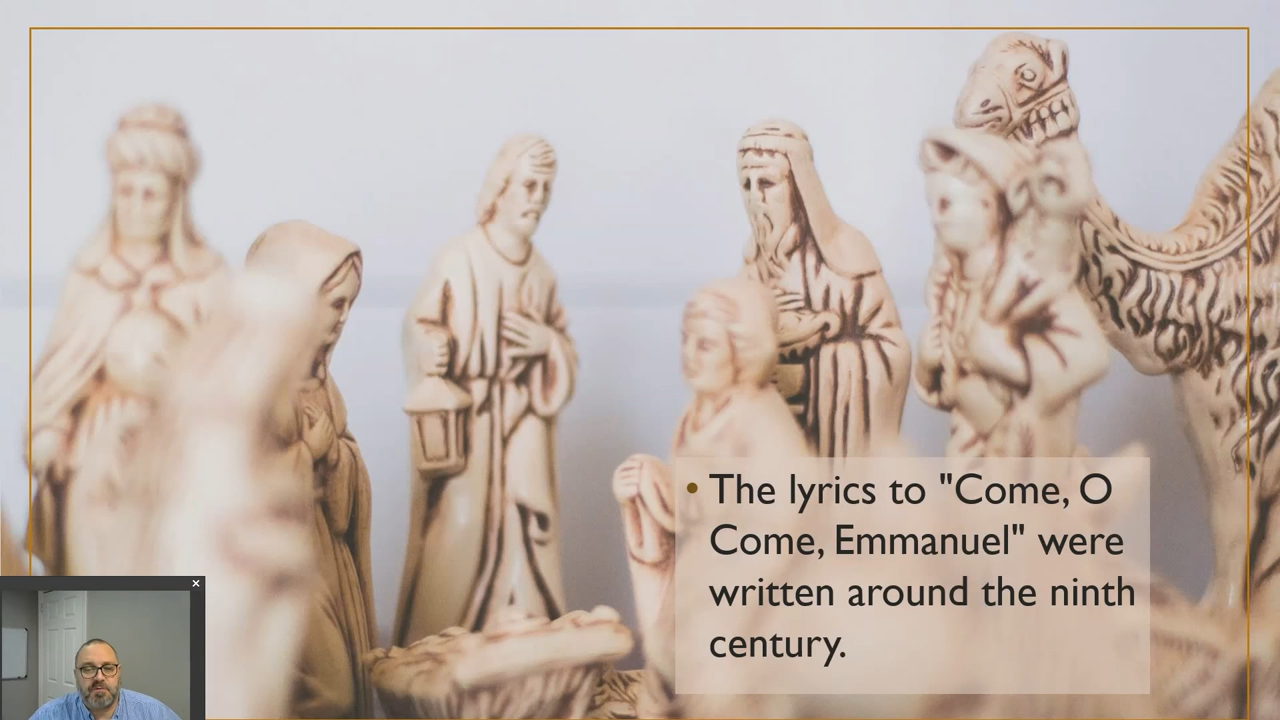 • The lyrics to "Come, O
Come, Emmanuel" were
written around the ninth
century.